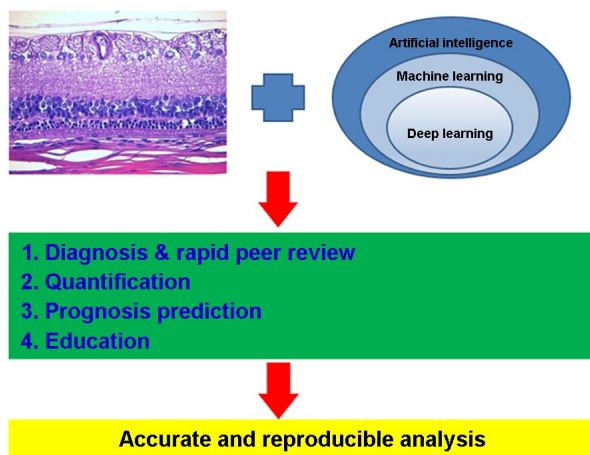 Artificial intelligence
Machine learning
Deep learning
1. Diagnosis & rapid peer review
2. Quantification
3. Prognosis prediction
4. Education
Accurate and reproducible analysis